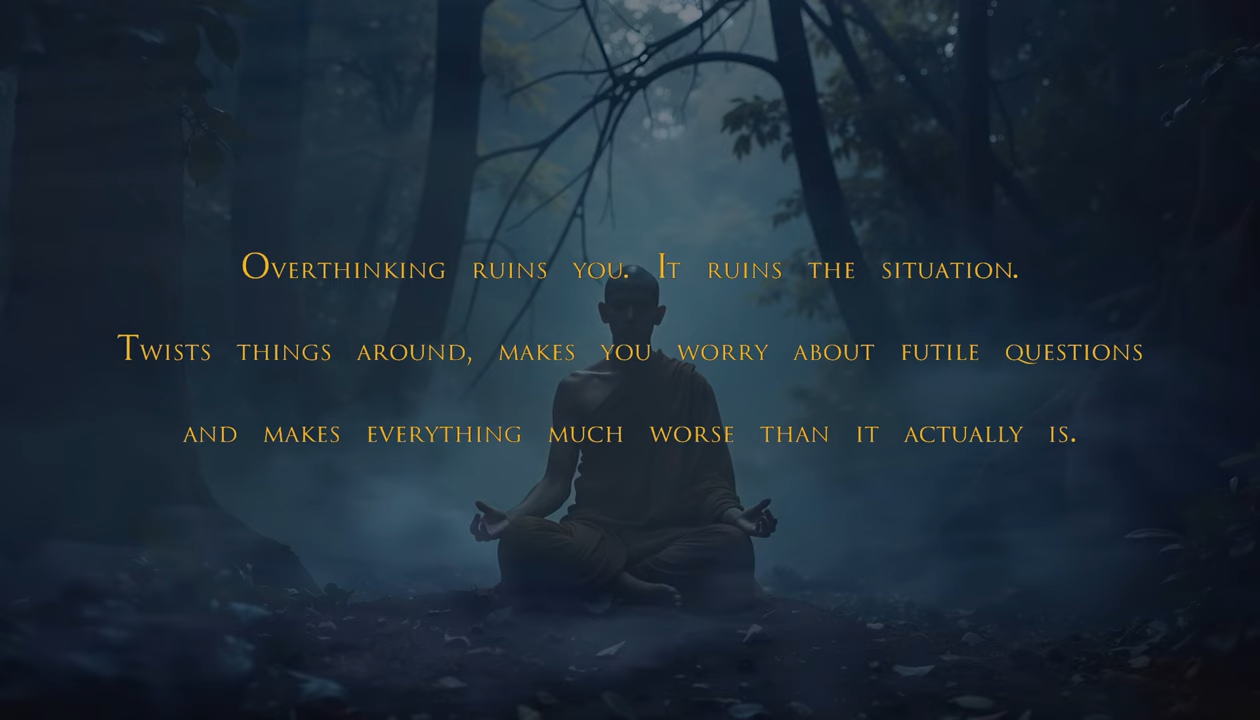 Overthinking ruins you. It ruins the situation.
Twists things around, makes you worry about futile questions
and makes everything much worse than it actually is.